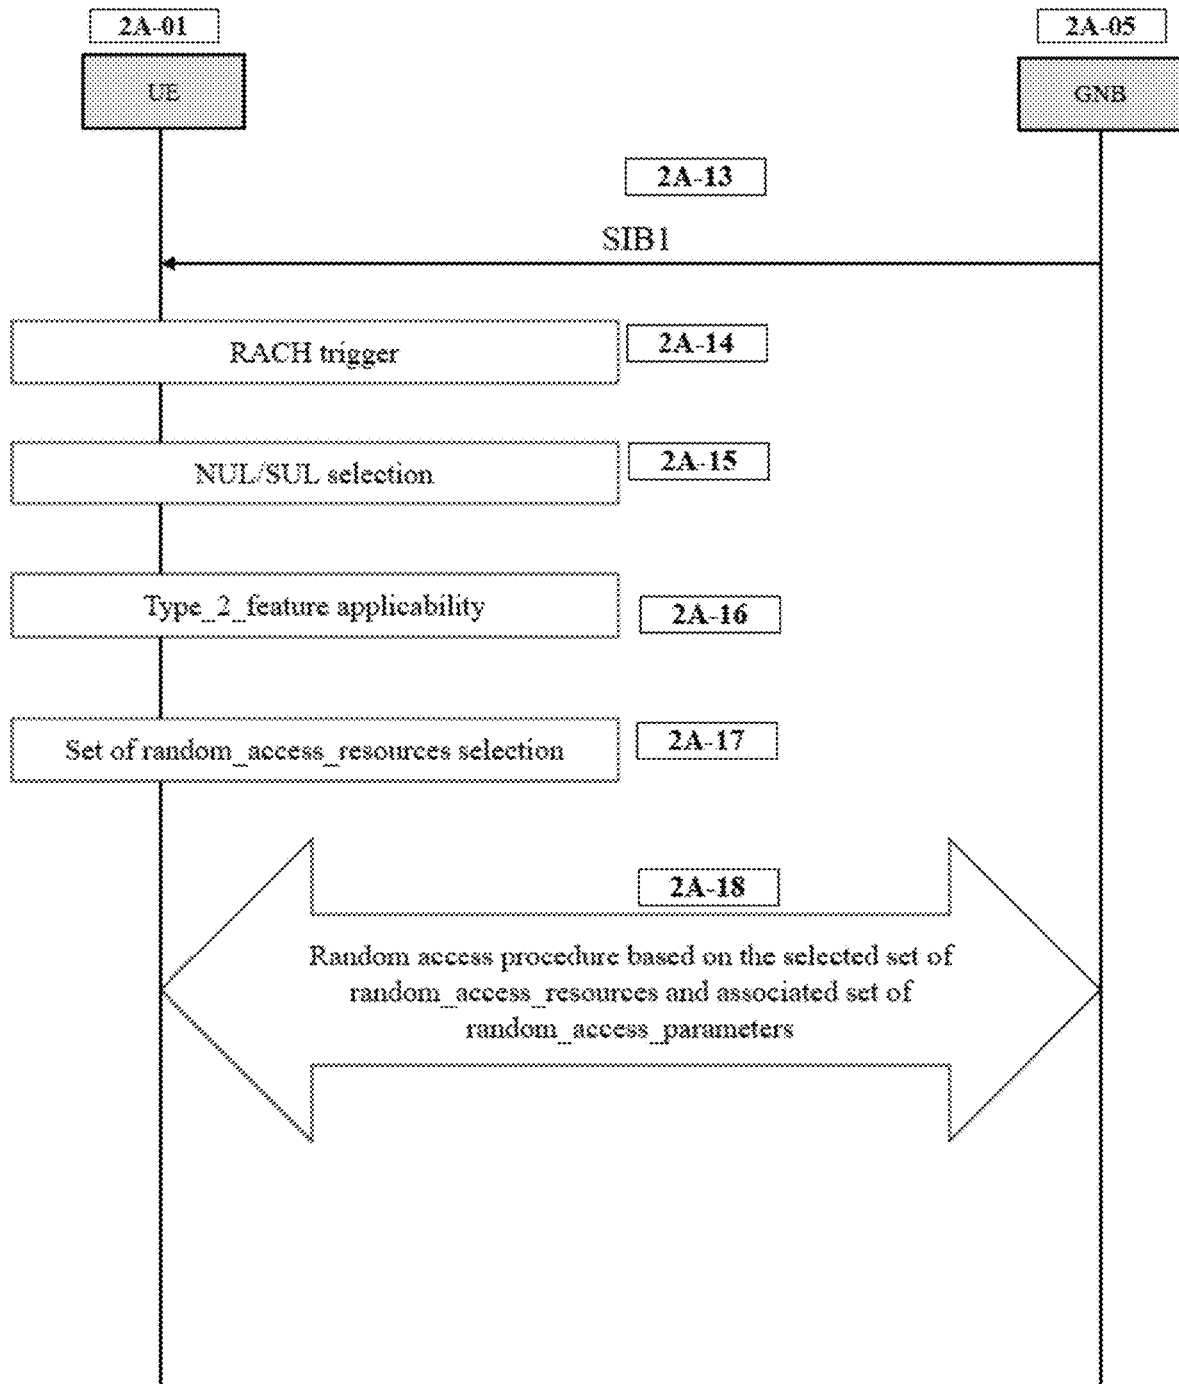 2A-01
2A-05
UE
GNB
2A-13
SIB1
RACH trigger
2A-14
NUL/SUL selection
2A-15
Type_2_feature applicability
2A-16
Set of random_access_resources selection
2A-17
2A-18
Random access procedure based on the selected set of
random_access_resources and associated set of
random_access_parameters